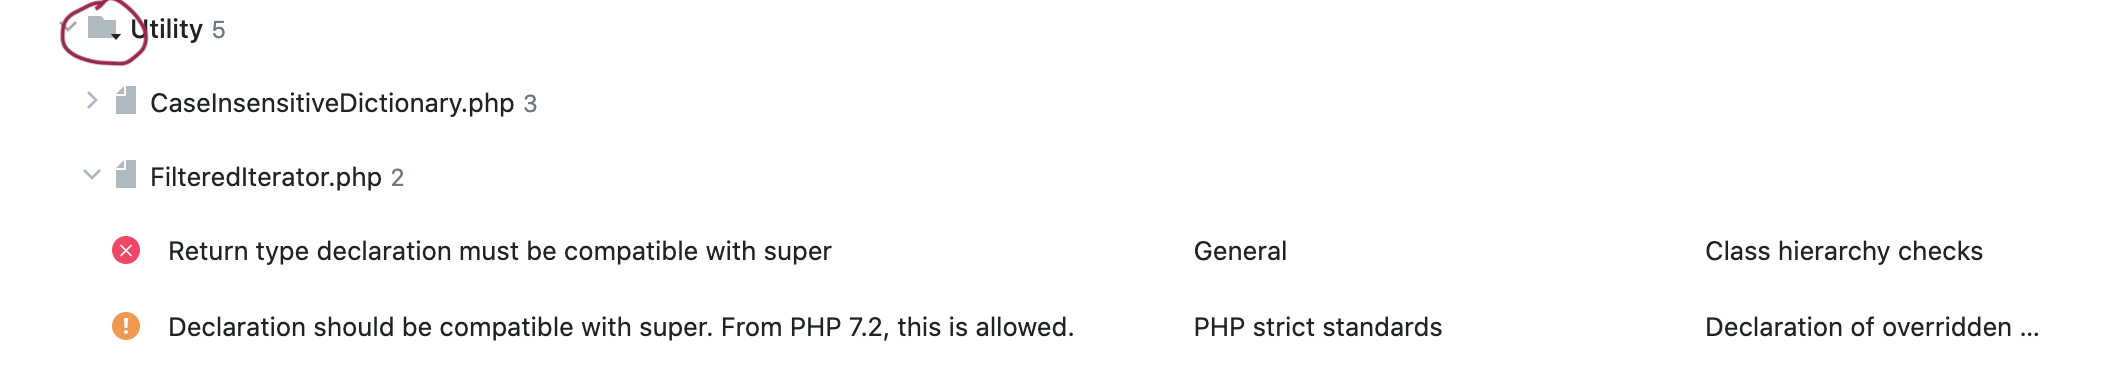 Utility 5
CaseInsensitiveDictionary.php 3
FilteredIterator.php 2
Return type declaration must be compatible with super General Class hierarchy checks
Declaration should be compatible with super. From PHP 7.2, this is allowed. PHP strict standards Declaration of overridden ...